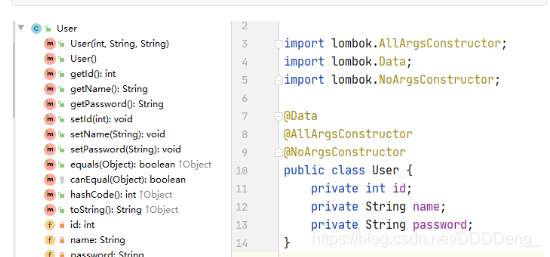 User
User(int, String, String)
User()
getId(): int
getName(): String
getPassword(): String
setId(int): void
setName(String): void
setPassword(String): void
equals(Object): boolean ↑Object
canEqual(Object): boolean
hashCode(): int ↑Object
toString(): String ↑Object
id: int
name: String
password: String
2
3 import lombok.AllArgsConstructor;
4 import lombok.Data;
5 import lombok.NoArgsConstructor;
6
7 @Data
8 @AllArgsConstructor
9 @NoArgsConstructor
10 public class User {
11 private int id;
12 private String name;
13 private String password;
14 }
https://blog.csdn.net/DDDDeng_